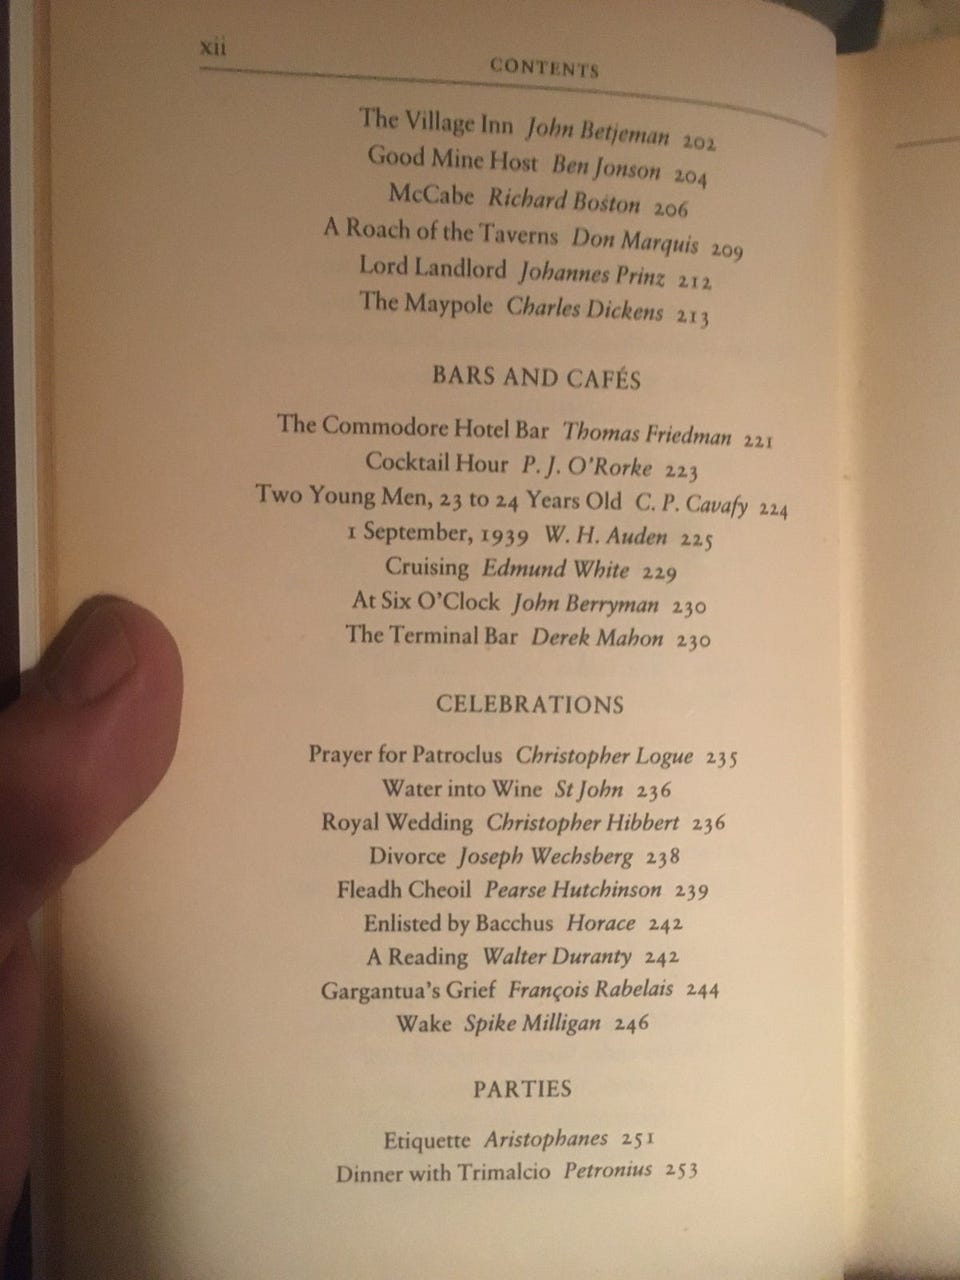 xii
CONTENTS
The Village Inn John Betjeman 202
Good Mine Host Ben Jonson 204
McCabe Richard Boston 206
A Roach of the Taverns Don Marquis 209
Lord Landlord Johannes Prinz 212
The Maypole Charles Dickens 213
BARS AND CAFÉS
The Commodore Hotel Bar Thomas Friedman 221
Cocktail Hour P. J. O'Rorke 223
Two Young Men, 23 to 24 Years Old C. P. Cavafy 224
1 September, 1939 W. H. Auden 225
Cruising Edmund White 229
At Six O'Clock John Berryman 230
The Terminal Bar Derek Mahon 230
CELEBRATIONS
Prayer for Patroclus Christopher Logue 235
Water into Wine St John 236
Royal Wedding Christopher Hibbert 236
Divorce Joseph Wechsberg 238
Fleadh Cheoil Pearse Hutchinson 239
Enlisted by Bacchus Horace 242
A Reading Walter Duranty 242
Gargantua's Grief François Rabelais 244
Wake Spike Milligan 246
PARTIES
Etiquette Aristophanes 251
Dinner with Trimalcio Petronius 253